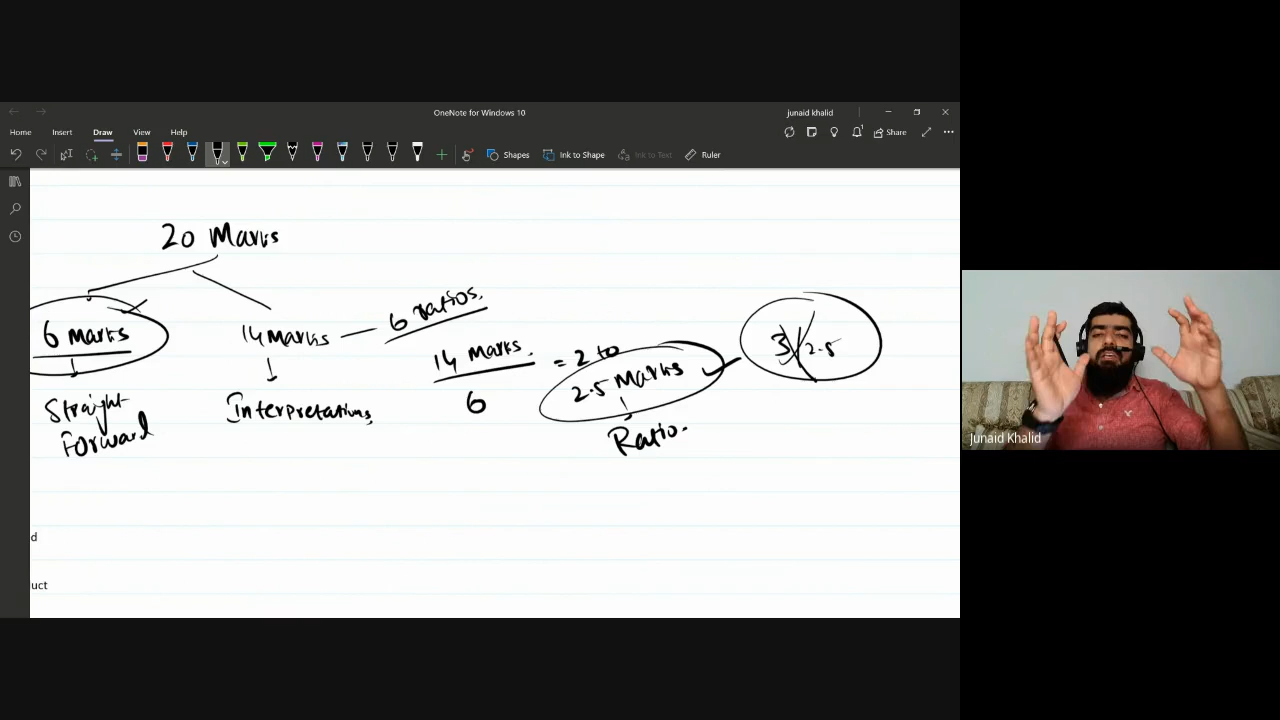 OneNote for Windows 10
junaid khalid
Home Insert Draw View Help
Share
Shapes
Ink to Shape
Ink to Text
Ruler
20 Marks
6 marks
Straight
Forward
14 Marks
Interpretations,
6 ratios.
14 Marks.
6
= 2 to
2.5 Marks
Ratio.
3
2.5
d
uct
Junaid Khalid